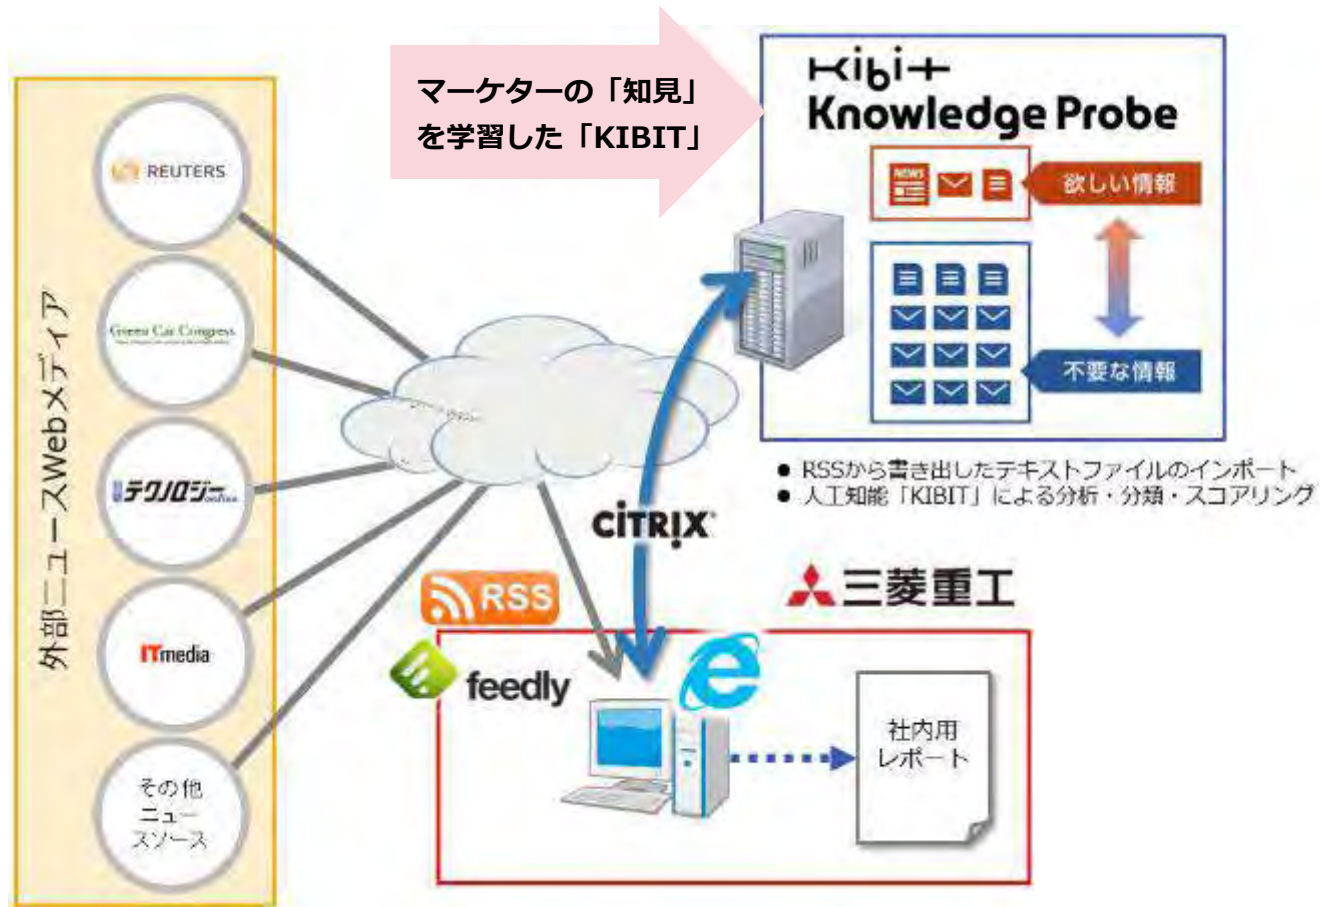 マーケターの「知見」
を学習した「KIBIT」
Kibit
Knowledge Probe
NEWS
欲しい情報
不要な情報
● RSSから書き出したテキストファイルのインポート
● 人工知能「KIBIT」による分析・分類・スコアリング
外部ニュースWebメディア
REUTERS
Green Car Congress
テクノロジー
online
ITmedia
その他
ニュー
スソース
CITRIX
RSS
feedly
三菱重工
社内用
レポート